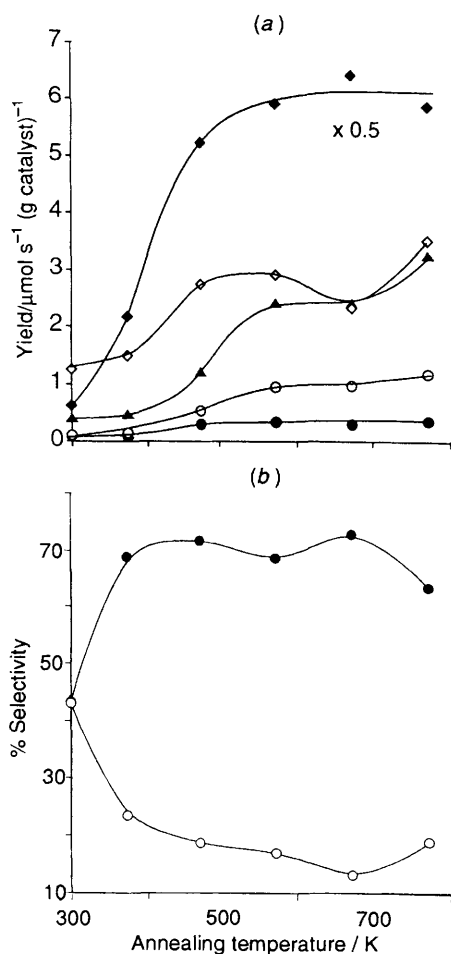 (a)
7
6
5
4
3
2
1
0
x 0.5
Yield/μmol s⁻¹ (g catalyst)⁻¹
(b)
70
50
30
10
% Selectivity
300 500 700
Annealing temperature / K